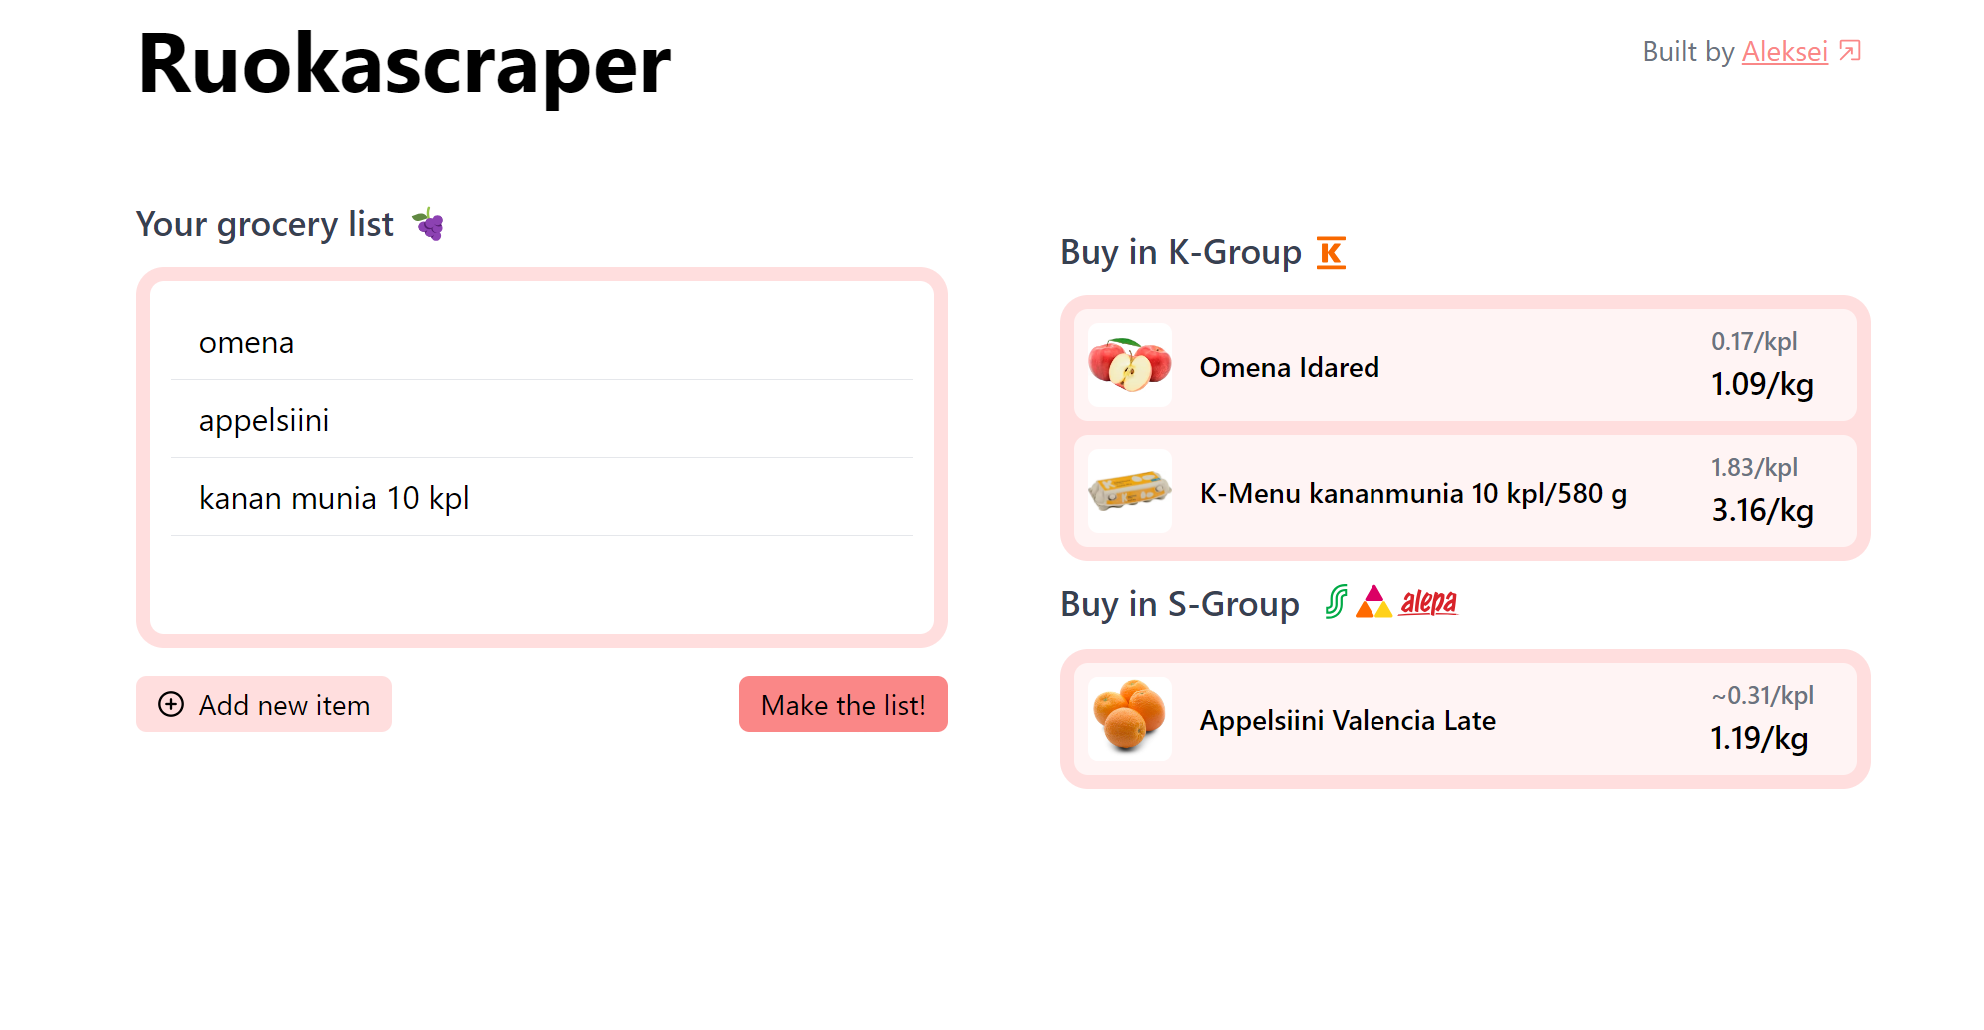 Ruokascraper
Built by Aleksei
Your grocery list
omena
appelsiini
kanan munia 10 kpl
Add new item
Make the list!
Buy in K-Group K
Omena Idared
0.17/kpl
1.09/kg
K-Menu kananmunia 10 kpl/580 g
1.83/kpl
3.16/kg
Buy in S-Group alepa
Appelsiini Valencia Late
~0.31/kpl
1.19/kg